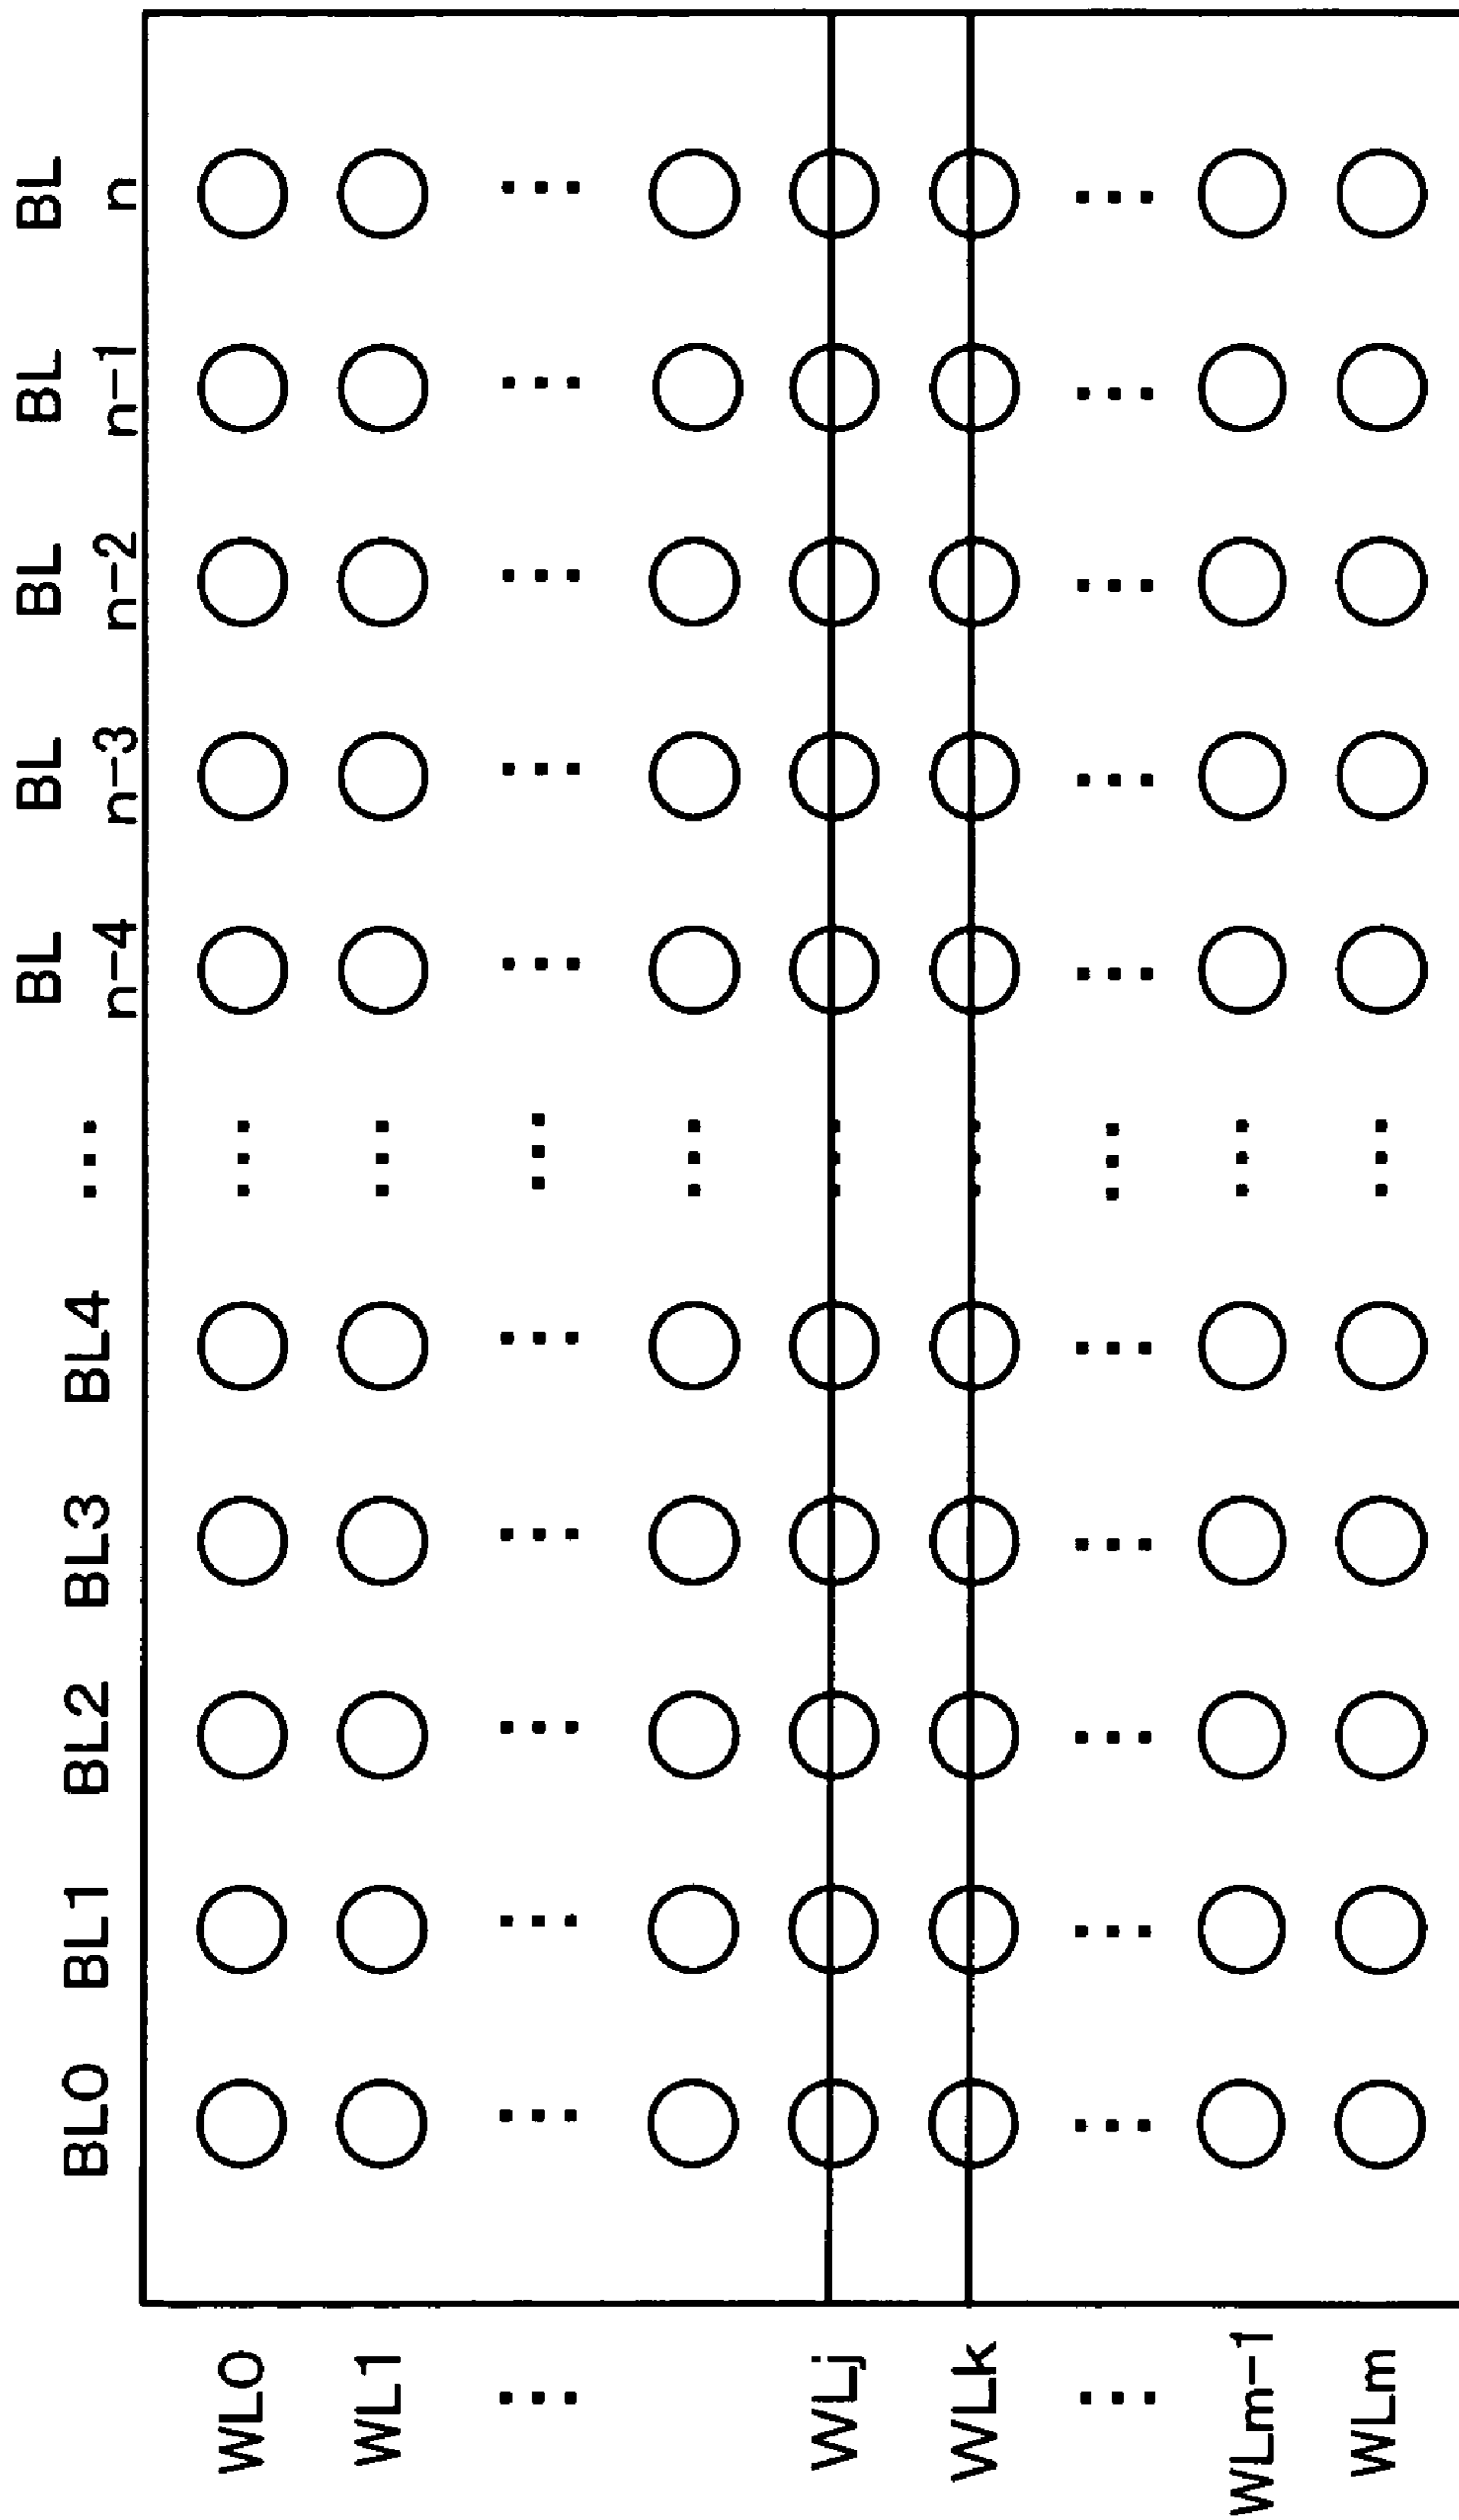 BL0 BL1 BL2 BL3 BL4 ... BL n-4 BL n-3 BL n-2 BL n-1 BL n
WL0
WL1
...
WLj
WLk
...
WLm-1
WLm